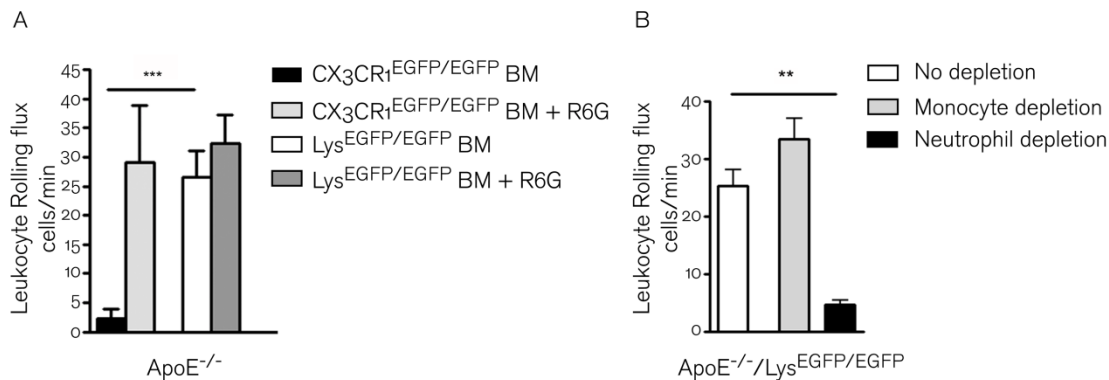 A
Leukocyte Rolling flux
cells/min
45
40
35
30
25
20
15
10
5
0
***
ApoE-/-
CX3CR1EGFP/EGFP BM
CX3CR1EGFP/EGFP BM + R6G
LysEGFP/EGFP BM
LysEGFP/EGFP BM + R6G
B
Leukocyte Rolling flux
cells/min
40
30
20
10
0
**
ApoE-/-/LysEGFP/EGFP
No depletion
Monocyte depletion
Neutrophil depletion